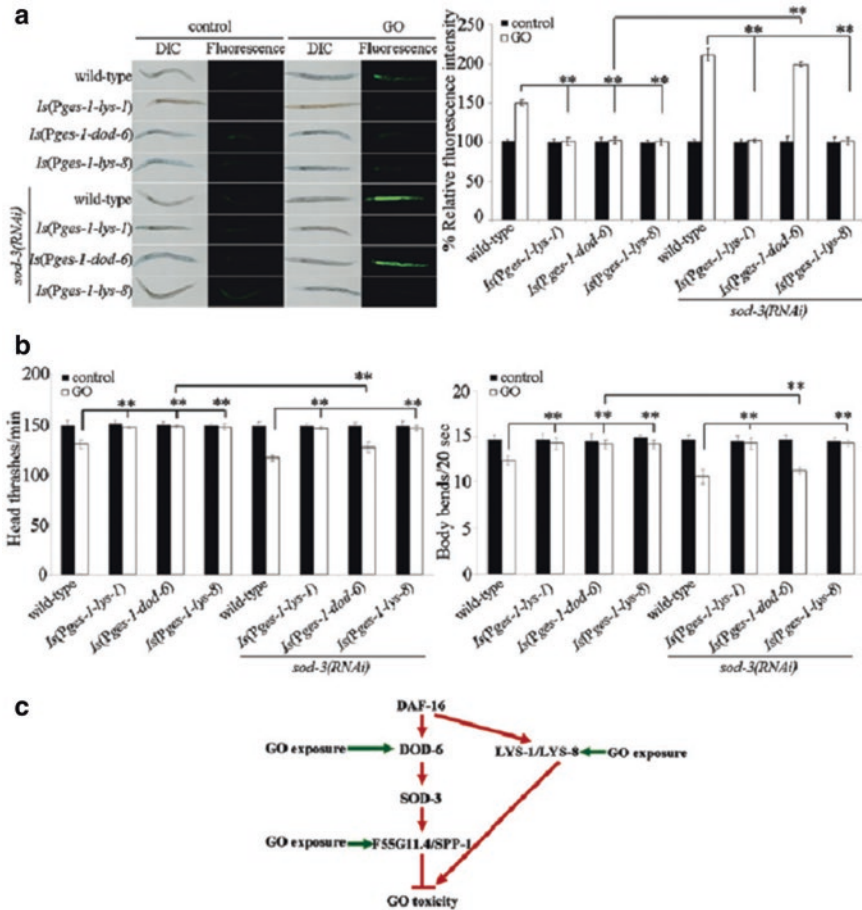 a
control GO
DIC Fluorescence DIC Fluorescence
wild-type
Is(Pges-1-lys-1)
Is(Pges-1-dod-6)
Is(Pges-1-lys-8)
wild-type
Is(Pges-1-lys-1)
Is(Pges-1-dod-6)
Is(Pges-1-lys-8)
sod-3(RNAi)
% Relative fluorescence intensity
250
200
150
100
50
0
control
GO
** ** ** ** ** **
wild-type
Is(Pges-1-lys-1)
Is(Pges-1-dod-6)
Is(Pges-1-lys-8)
wild-type
Is(Pges-1-lys-1)
Is(Pges-1-dod-6)
Is(Pges-1-lys-8)
sod-3(RNAi)
b
Head thrashes/min
200
150
100
50
0
control
GO
** ** ** ** ** **
wild-type
Is(Pges-1-lys-1)
Is(Pges-1-dod-6)
Is(Pges-1-lys-8)
wild-type
Is(Pges-1-lys-1)
Is(Pges-1-dod-6)
Is(Pges-1-lys-8)
sod-3(RNAi)
Body bends/20 sec
20
15
10
5
0
control
GO
** ** ** ** ** **
wild-type
Is(Pges-1-lys-1)
Is(Pges-1-dod-6)
Is(Pges-1-lys-8)
wild-type
Is(Pges-1-lys-1)
Is(Pges-1-dod-6)
Is(Pges-1-lys-8)
sod-3(RNAi)
c
DAF-16
GO exposure DOD-6 LYS-1/LYS-8 GO exposure
SOD-3
GO exposure F55G11.4/SPP-1
GO toxicity